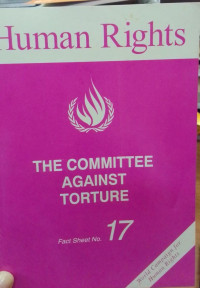 Human Rights
THE COMMITTEE
AGAINST
TORTURE
Fact Sheet No. 17
World Campaign for
Human Rights